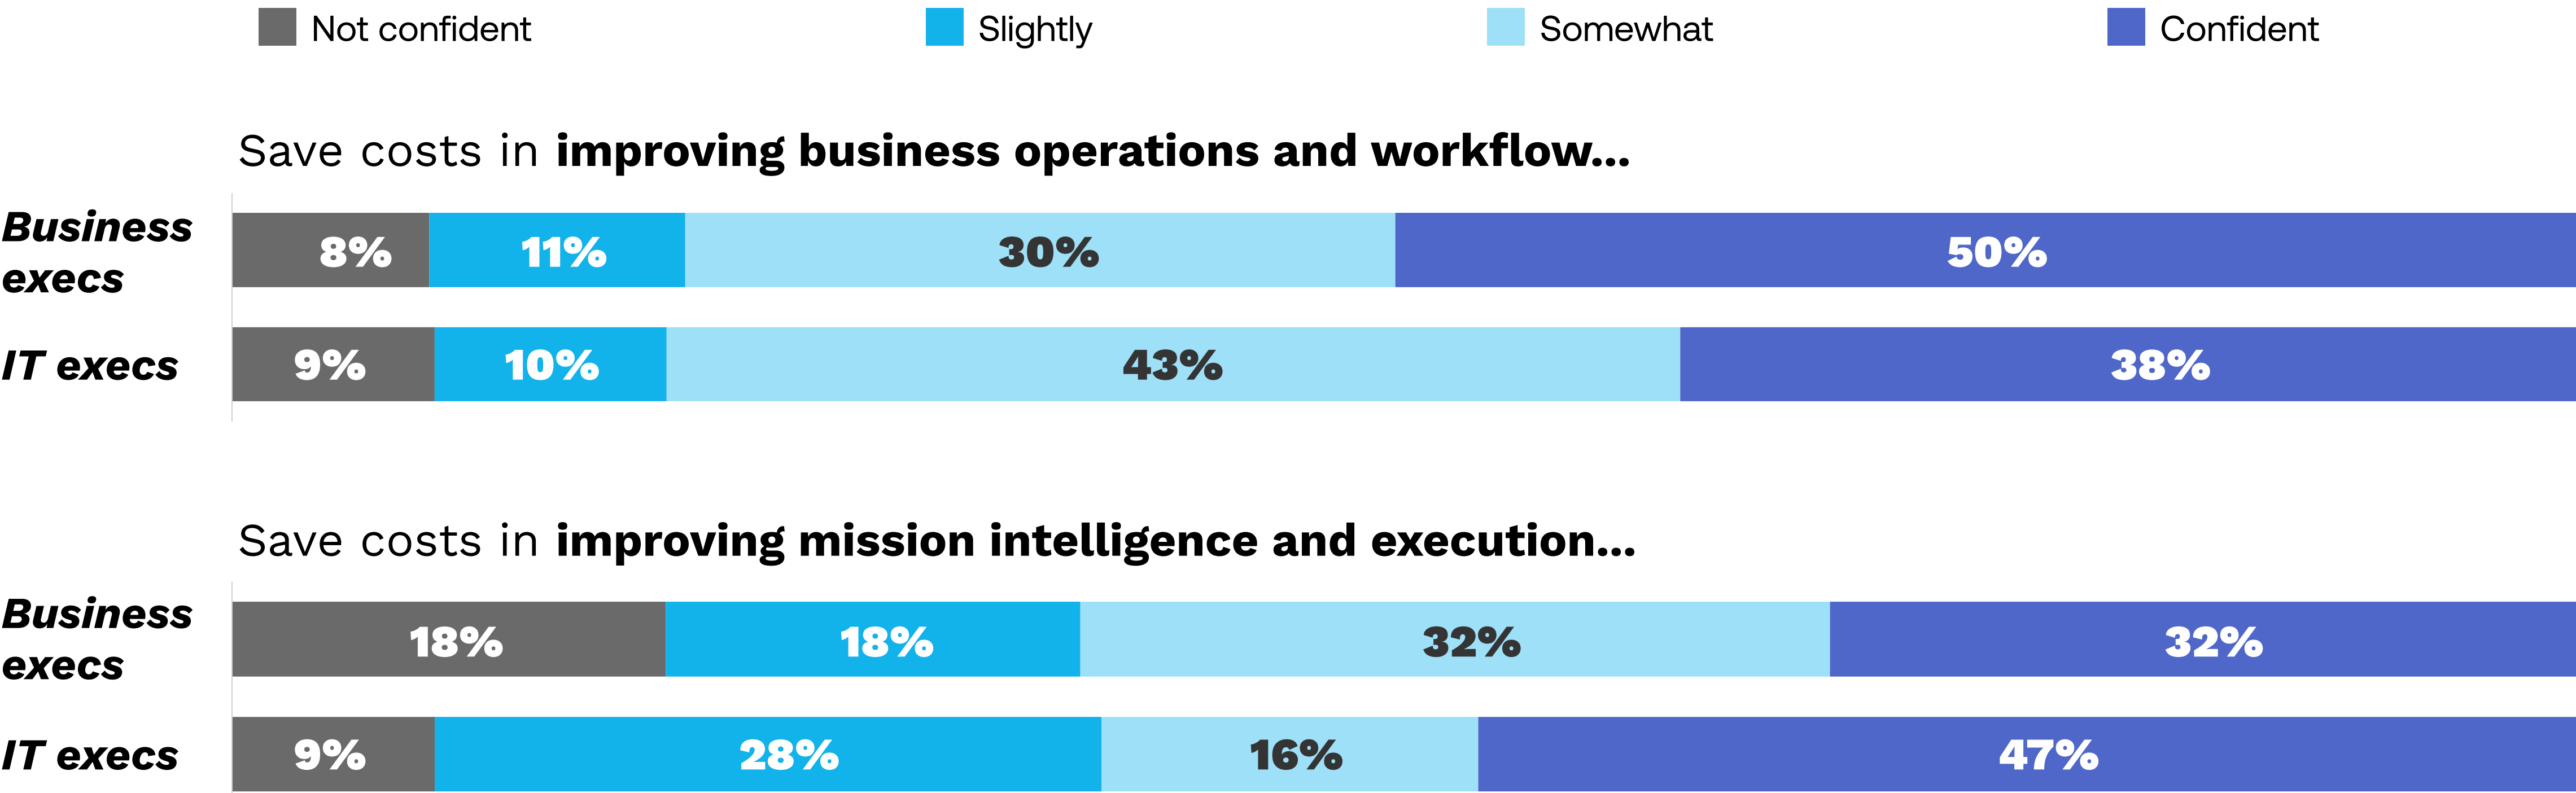 Not confident Slightly Somewhat Confident
Save costs in improving business operations and workflow...
Business
execs
8% 11% 30% 50%
IT execs 9% 10% 43% 38%
Save costs in improving mission intelligence and execution...
Business
execs
18% 18% 32% 32%
IT execs 9% 28% 16% 47%